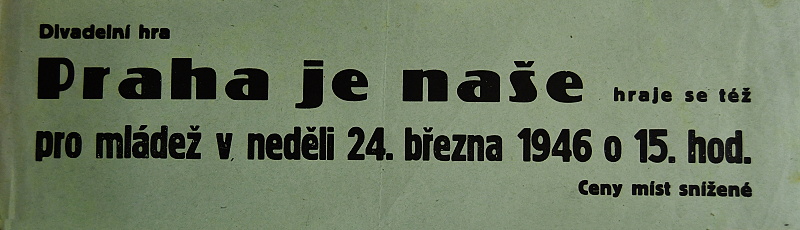 Divadelní hra
Praha je naše hraje se též
pro mládež v neděli 24. března 1946 o 15. hod.
Ceny míst snížené